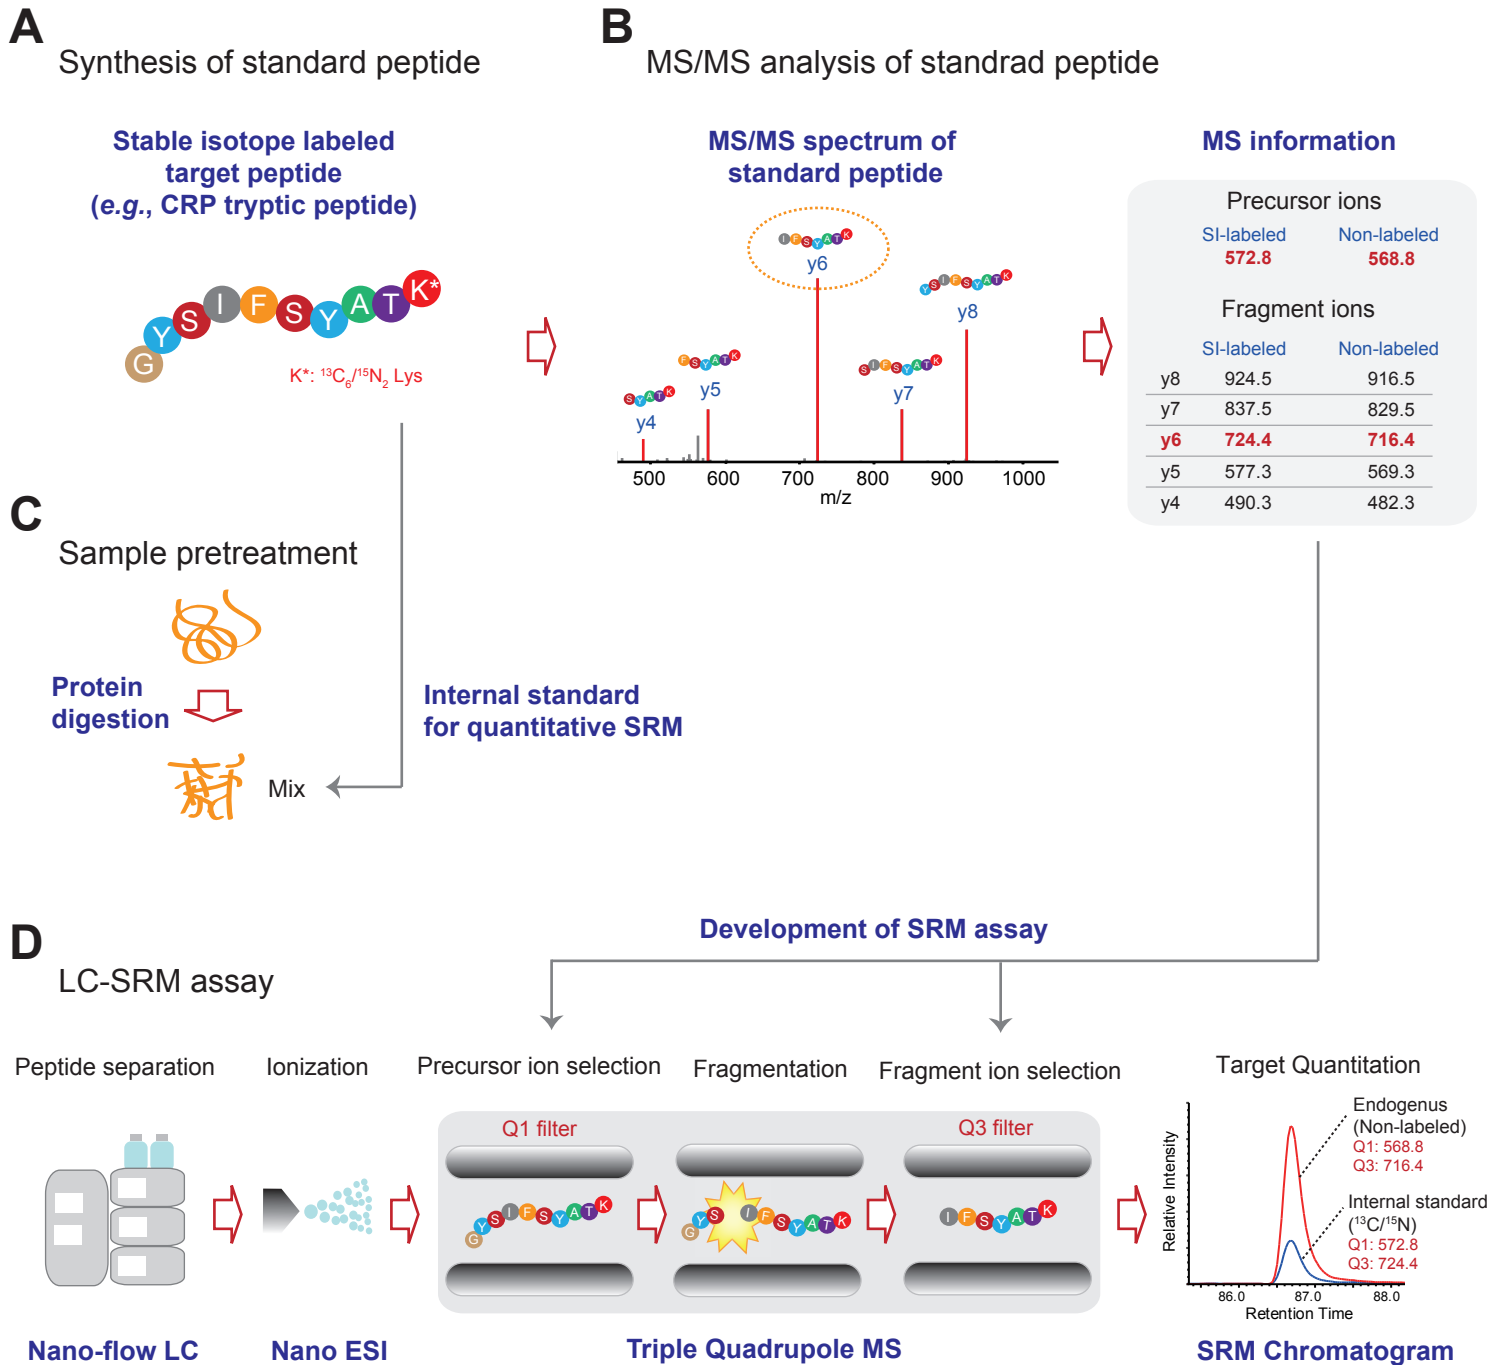 A
Synthesis of standard peptide
Stable isotope labeled
target peptide
(e.g., CRP tryptic peptide)
G Y S I F S Y A T K*
K*: ¹³C₆/¹⁵N₂ Lys
B
MS/MS analysis of standrad peptide
MS/MS spectrum of
standard peptide
I F S Y A T K
y6
Y S I F S Y A T K
y8
F S Y A T K
y5
S I F S Y A T K
y7
S Y A T K
y4
500 600 700 800 900 1000
m/z
MS information
Precursor ions
SI-labeled Non-labeled
572.8 568.8
Fragment ions
SI-labeled Non-labeled
y8 924.5 916.5
y7 837.5 829.5
y6 724.4 716.4
y5 577.3 569.3
y4 490.3 482.3
C
Sample pretreatment
Protein
digestion
Mix
Internal standard
for quantitative SRM
Development of SRM assay
D
LC-SRM assay
Peptide separation
Ionization
Precursor ion selection
Fragmentation
Fragment ion selection
Target Quantitation
Q1 filter
Q3 filter
G Y S I F S Y A T K
G Y S I F S Y A T K
I F S Y A T K
Relative Intensity
Endogenus
(Non-labeled)
Q1: 568.8
Q3: 716.4
Internal standard
(¹³C/¹⁵N)
Q1: 572.8
Q3: 724.4
86.0 87.0 88.0
Retention Time
Nano-flow LC
Nano ESI
Triple Quadrupole MS
SRM Chromatogram